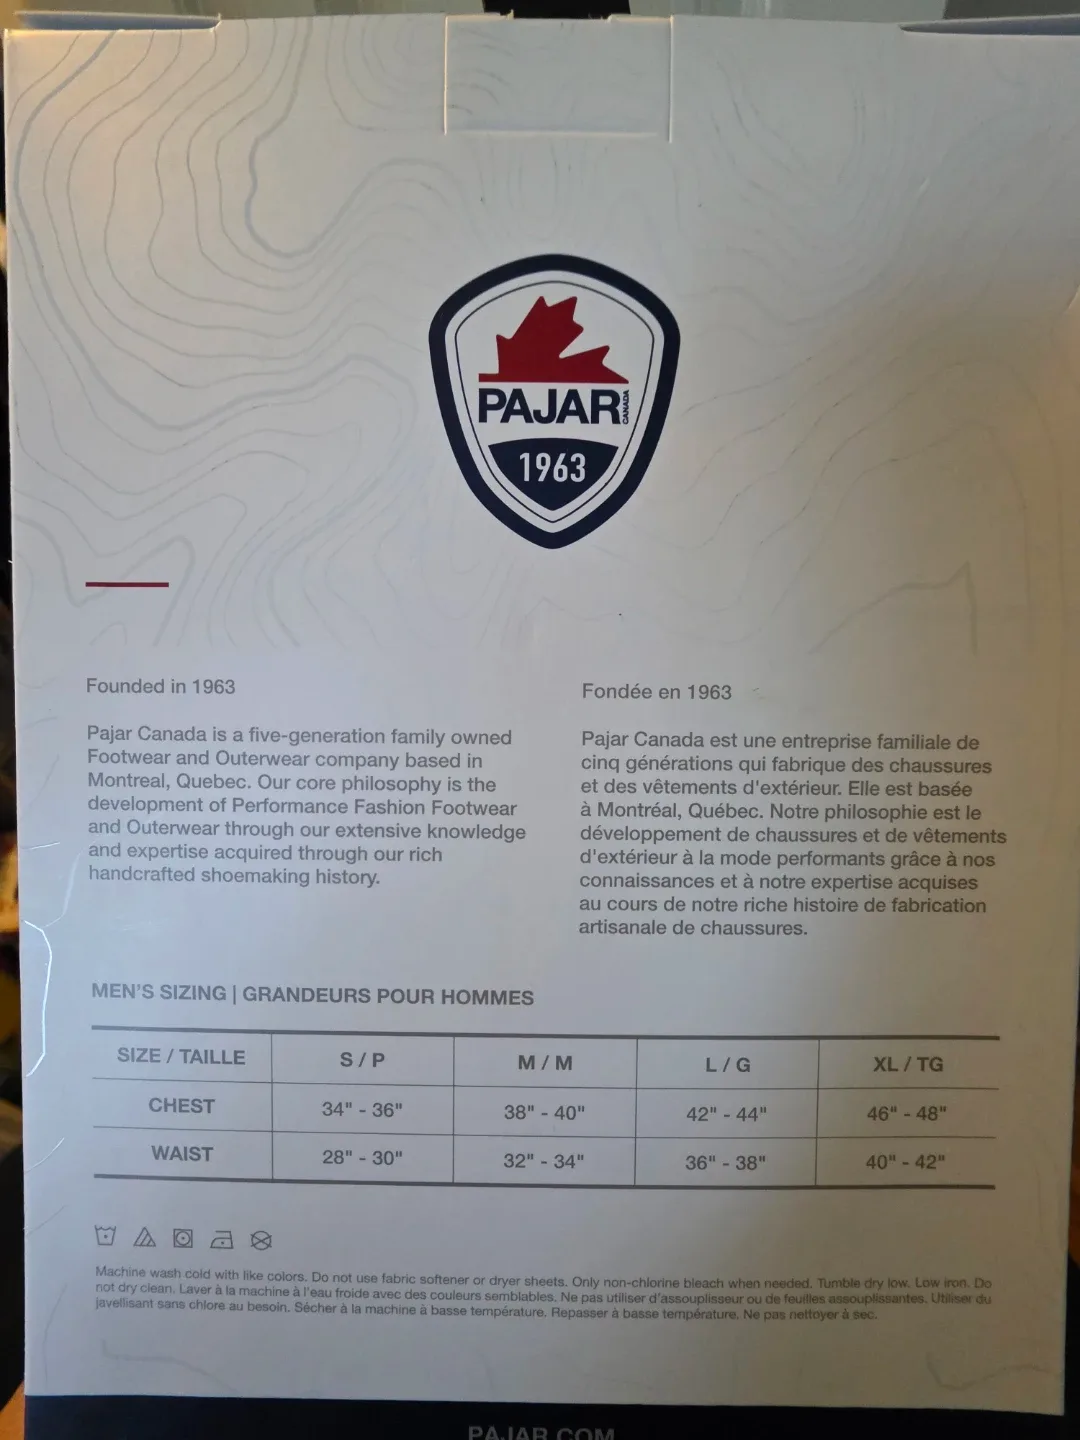 PAJAR CANADA
1963
Founded in 1963
Pajar Canada is a five-generation family owned
Footwear and Outerwear company based in
Montreal, Quebec. Our core philosophy is the
development of Performance Fashion Footwear
and Outerwear through our extensive knowledge
and expertise acquired through our rich
handcrafted shoemaking history.
Fondée en 1963
Pajar Canada est une entreprise familiale de
cinq générations qui fabrique des chaussures
et des vêtements d'extérieur. Elle est basée
à Montréal, Québec. Notre philosophie est le
développement de chaussures et de vêtements
d'extérieur à la mode performants grâce à nos
connaissances et à notre expertise acquises
au cours de notre riche histoire de fabrication
artisanale de chaussures.
MEN'S SIZING | GRANDEURS POUR HOMMES
SIZE / TAILLE S / P M / M L / G XL / TG
CHEST 34" - 36" 38" - 40" 42" - 44" 46" - 48"
WAIST 28" - 30" 32" - 34" 36" - 38" 40" - 42"
Machine wash cold with like colors. Do not use fabric softener or dryer sheets. Only non-chlorine bleach when needed. Tumble dry low. Low iron. Do
not dry clean. Laver à la machine à l'eau froide avec des couleurs semblables. Ne pas utiliser d'assouplisseur ou de feuilles assouplissantes. Utiliser du
javellisant sans chlore au besoin. Sécher à la machine à basse température. Repasser à basse température. Ne pas nettoyer à sec.
PAJAR.COM